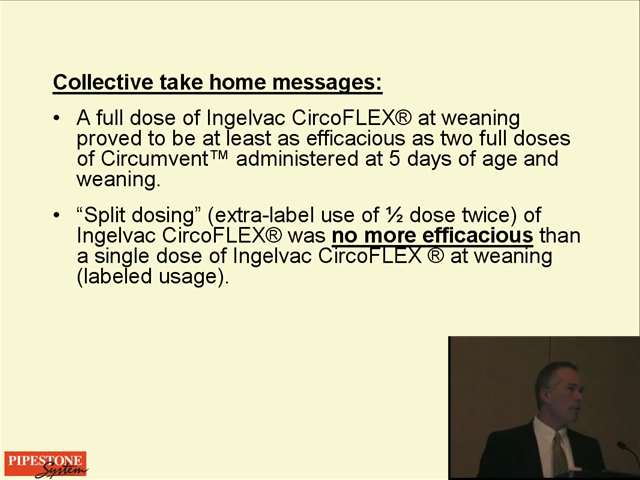 Collective take home messages:
• A full dose of Ingelvac CircoFLEX® at weaning
proved to be at least as efficacious as two full doses
of Circumvent™ administered at 5 days of age and
weaning.
• “Split dosing” (extra-label use of ½ dose twice) of
Ingelvac CircoFLEX® was no more efficacious than
a single dose of Ingelvac CircoFLEX ® at weaning
(labeled usage).
PIPESTONE
System